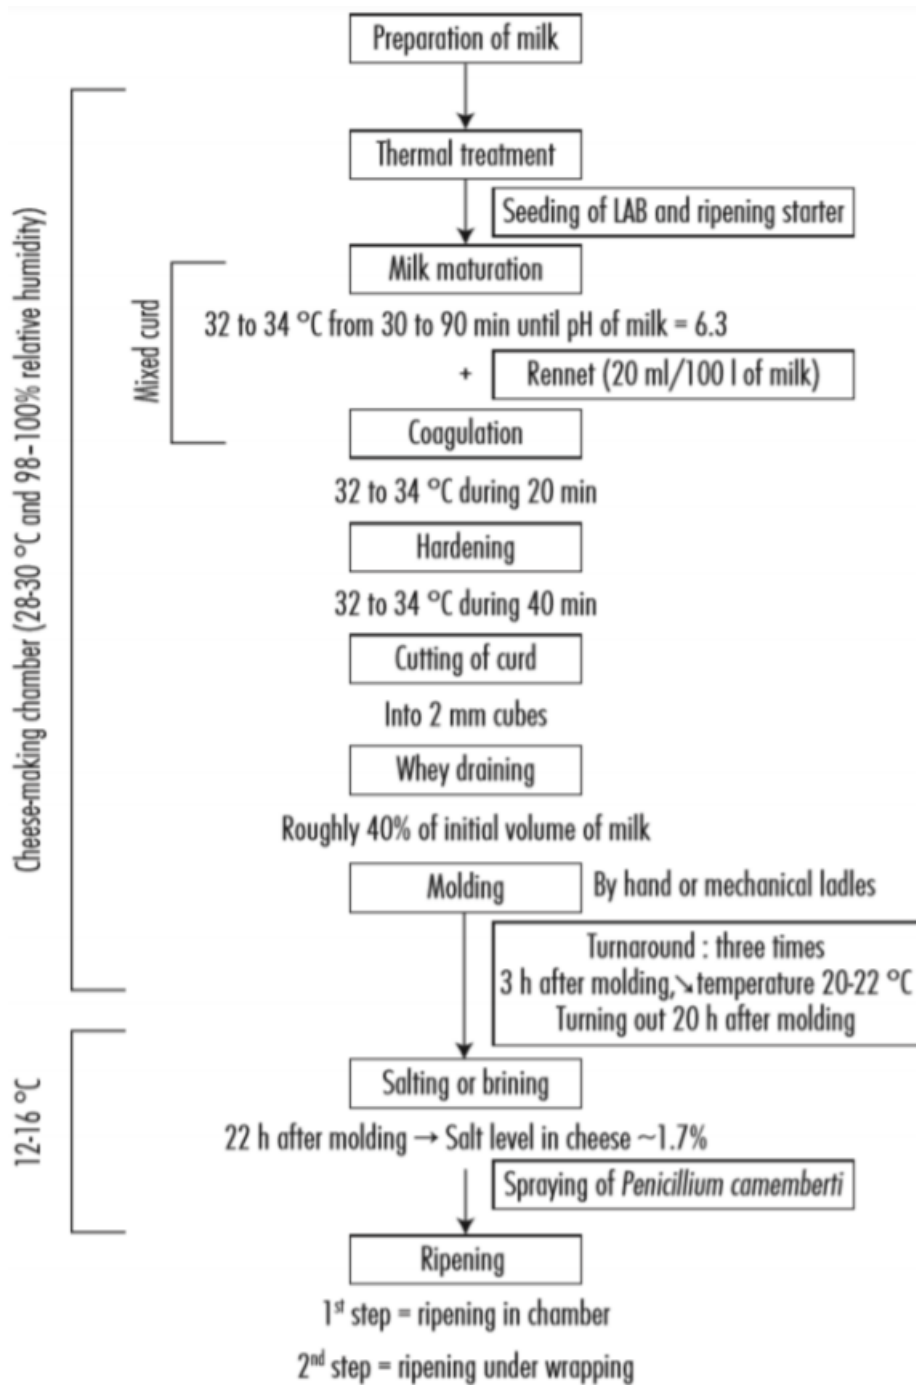 Preparation of milk
Thermal treatment
Seeding of LAB and ripening starter
Milk maturation
32 to 34 °C from 30 to 90 min until pH of milk = 6.3
+ Rennet (20 ml/100 l of milk)
Coagulation
32 to 34 °C during 20 min
Hardening
32 to 34 °C during 40 min
Cutting of curd
Into 2 mm cubes
Whey draining
Roughly 40% of initial volume of milk
Molding By hand or mechanical ladles
Turnaround : three times
3 h after molding,↘temperature 20-22 °C
Turning out 20 h after molding
Salting or brining
22 h after molding → Salt level in cheese ~1.7%
Spraying of Penicillium camemberti
Ripening
1st step = ripening in chamber
2nd step = ripening under wrapping
Cheese-making chamber (28-30 °C and 98–100% relative humidity)
Mixed curd
12-16 °C